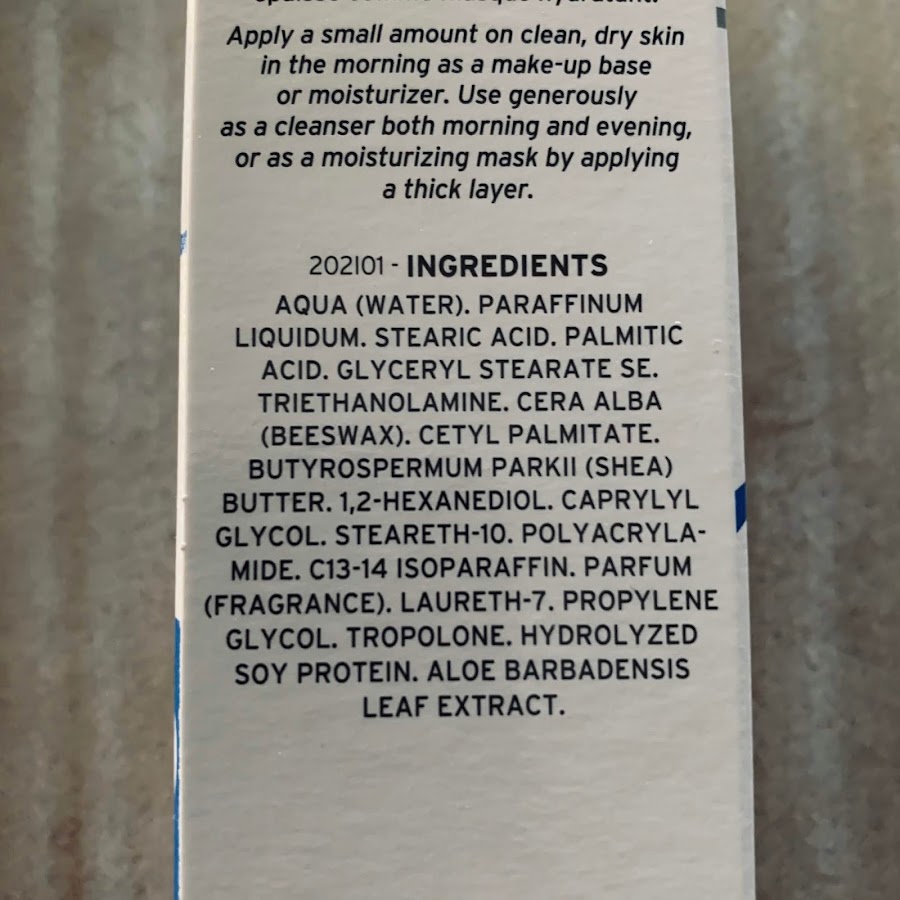 Apply a small amount on clean, dry skin
in the morning as a make-up base
or moisturizer. Use generously
as a cleanser both morning and evening,
or as a moisturizing mask by applying
a thick layer.
202101 - INGREDIENTS
AQUA (WATER). PARAFFINUM
LIQUIDUM. STEARIC ACID. PALMITIC
ACID. GLYCERYL STEARATE SE.
TRIETHANOLAMINE. CERA ALBA
(BEESWAX). CETYL PALMITATE.
BUTYROSPERMUM PARKII (SHEA)
BUTTER. 1,2-HEXANEDIOL. CAPRYLYL
GLYCOL. STEARETH-10. POLYACRYLA-
MIDE. C13-14 ISOPARAFFIN. PARFUM
(FRAGRANCE). LAURETH-7. PROPYLENE
GLYCOL. TROPOLONE. HYDROLYZED
SOY PROTEIN. ALOE BARBADENSIS
LEAF EXTRACT.